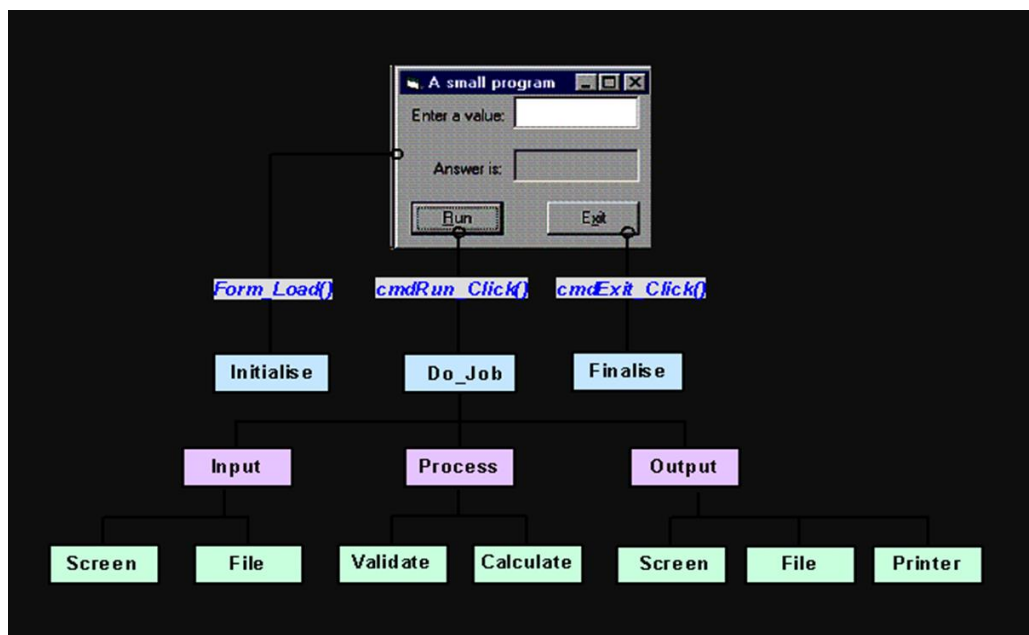 A small program
Enter a value:
Answer is:
Run Exit
Form_Load() cmdRun_Click() cmdExit_Click()
Initialise Do_Job Finalise
Input Process Output
Screen File Validate Calculate Screen File Printer